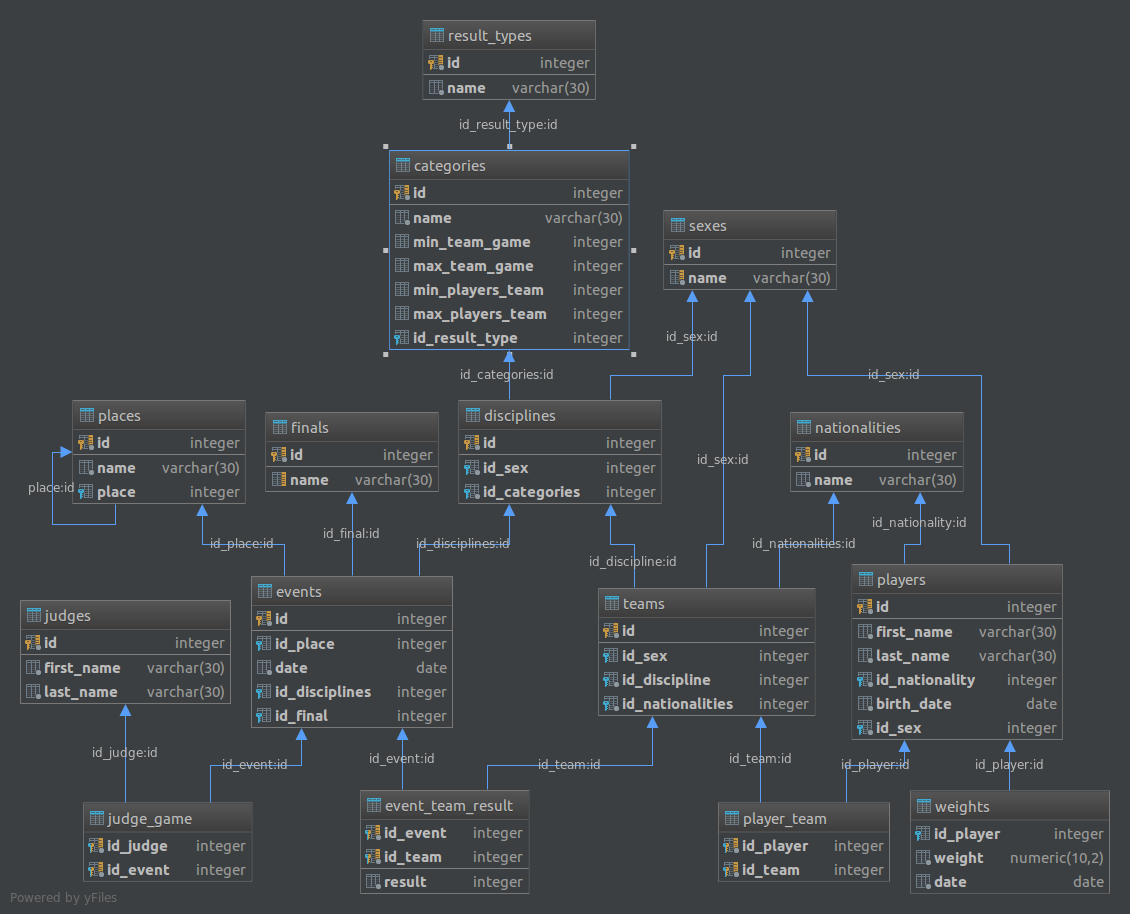 result_types
id integer
name varchar(30)
id_result_type:id
categories
id integer
name varchar(30)
min_team_game integer
max_team_game integer
min_players_team integer
max_players_team integer
id_result_type integer
sexes
id integer
name varchar(30)
id_sex:id
id_categories:id
id_sex:id
places
id integer
name varchar(30)
place integer
place:id
finals
id integer
name varchar(30)
disciplines
id integer
id_sex integer
id_categories integer
id_sex:id
nationalities
id integer
name varchar(30)
id_place:id
id_final:id
id_disciplines:id
id_discipline:id
id_nationalities:id
id_nationality:id
judges
id integer
first_name varchar(30)
last_name varchar(30)
events
id integer
id_place integer
date date
id_disciplines integer
id_final integer
teams
id integer
id_sex integer
id_discipline integer
id_nationalities integer
players
id integer
first_name varchar(30)
last_name varchar(30)
id_nationality integer
birth_date date
id_sex integer
id_judge:id
id_event:id
id_event:id
id_team:id
id_team:id
id_player:id
id_player:id
judge_game
id_judge integer
id_event integer
event_team_result
id_event integer
id_team integer
result integer
player_team
id_player integer
id_team integer
weights
id_player integer
weight numeric(10,2)
date date
Powered by yFiles